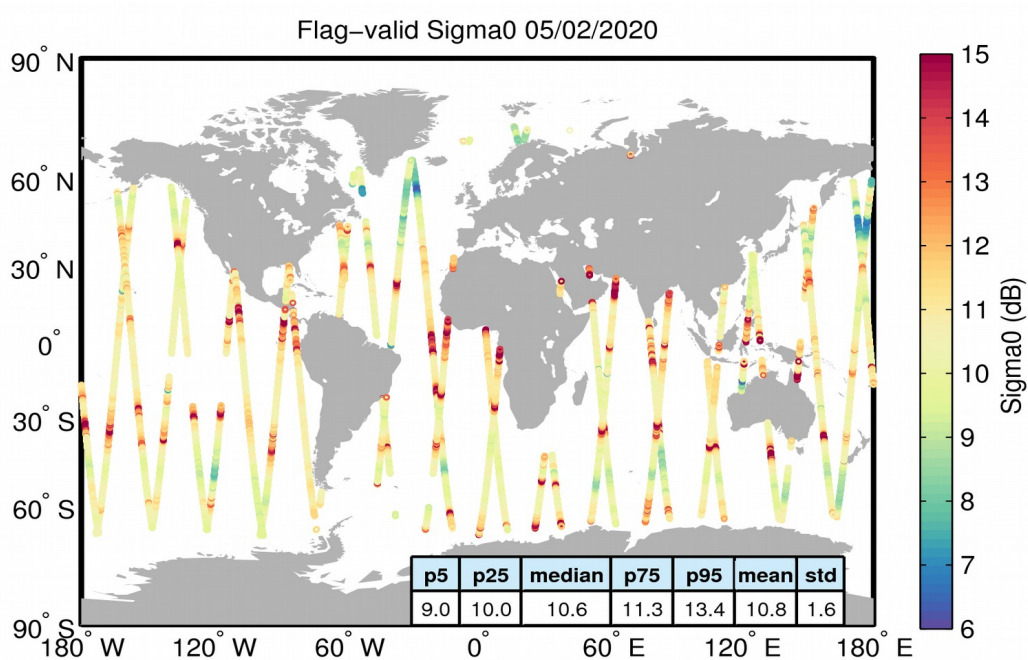 Flag−valid Sigma0 05/02/2020
90° N
60° N
30° N
0°
30° S
60° S
90° S
180° W
120° W
60° W
0°
60° E
120° E
180° E
p5 p25 median p75 p95 mean std
9.0 10.0 10.6 11.3 13.4 10.8 1.6
15
14
13
12
11
10
9
8
7
6
Sigma0 (dB)